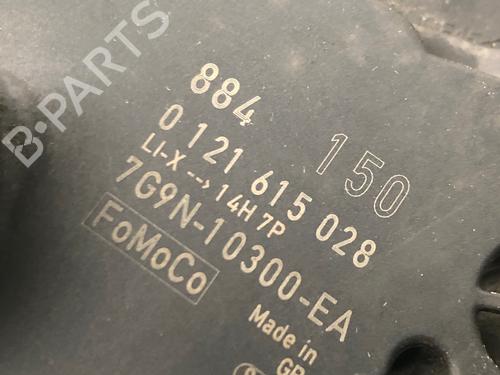 B-PARTS
884 150
0 121 615 028
LI-X --> 14H 7P
7G9N-10300-EA
FoMoCo
Made in